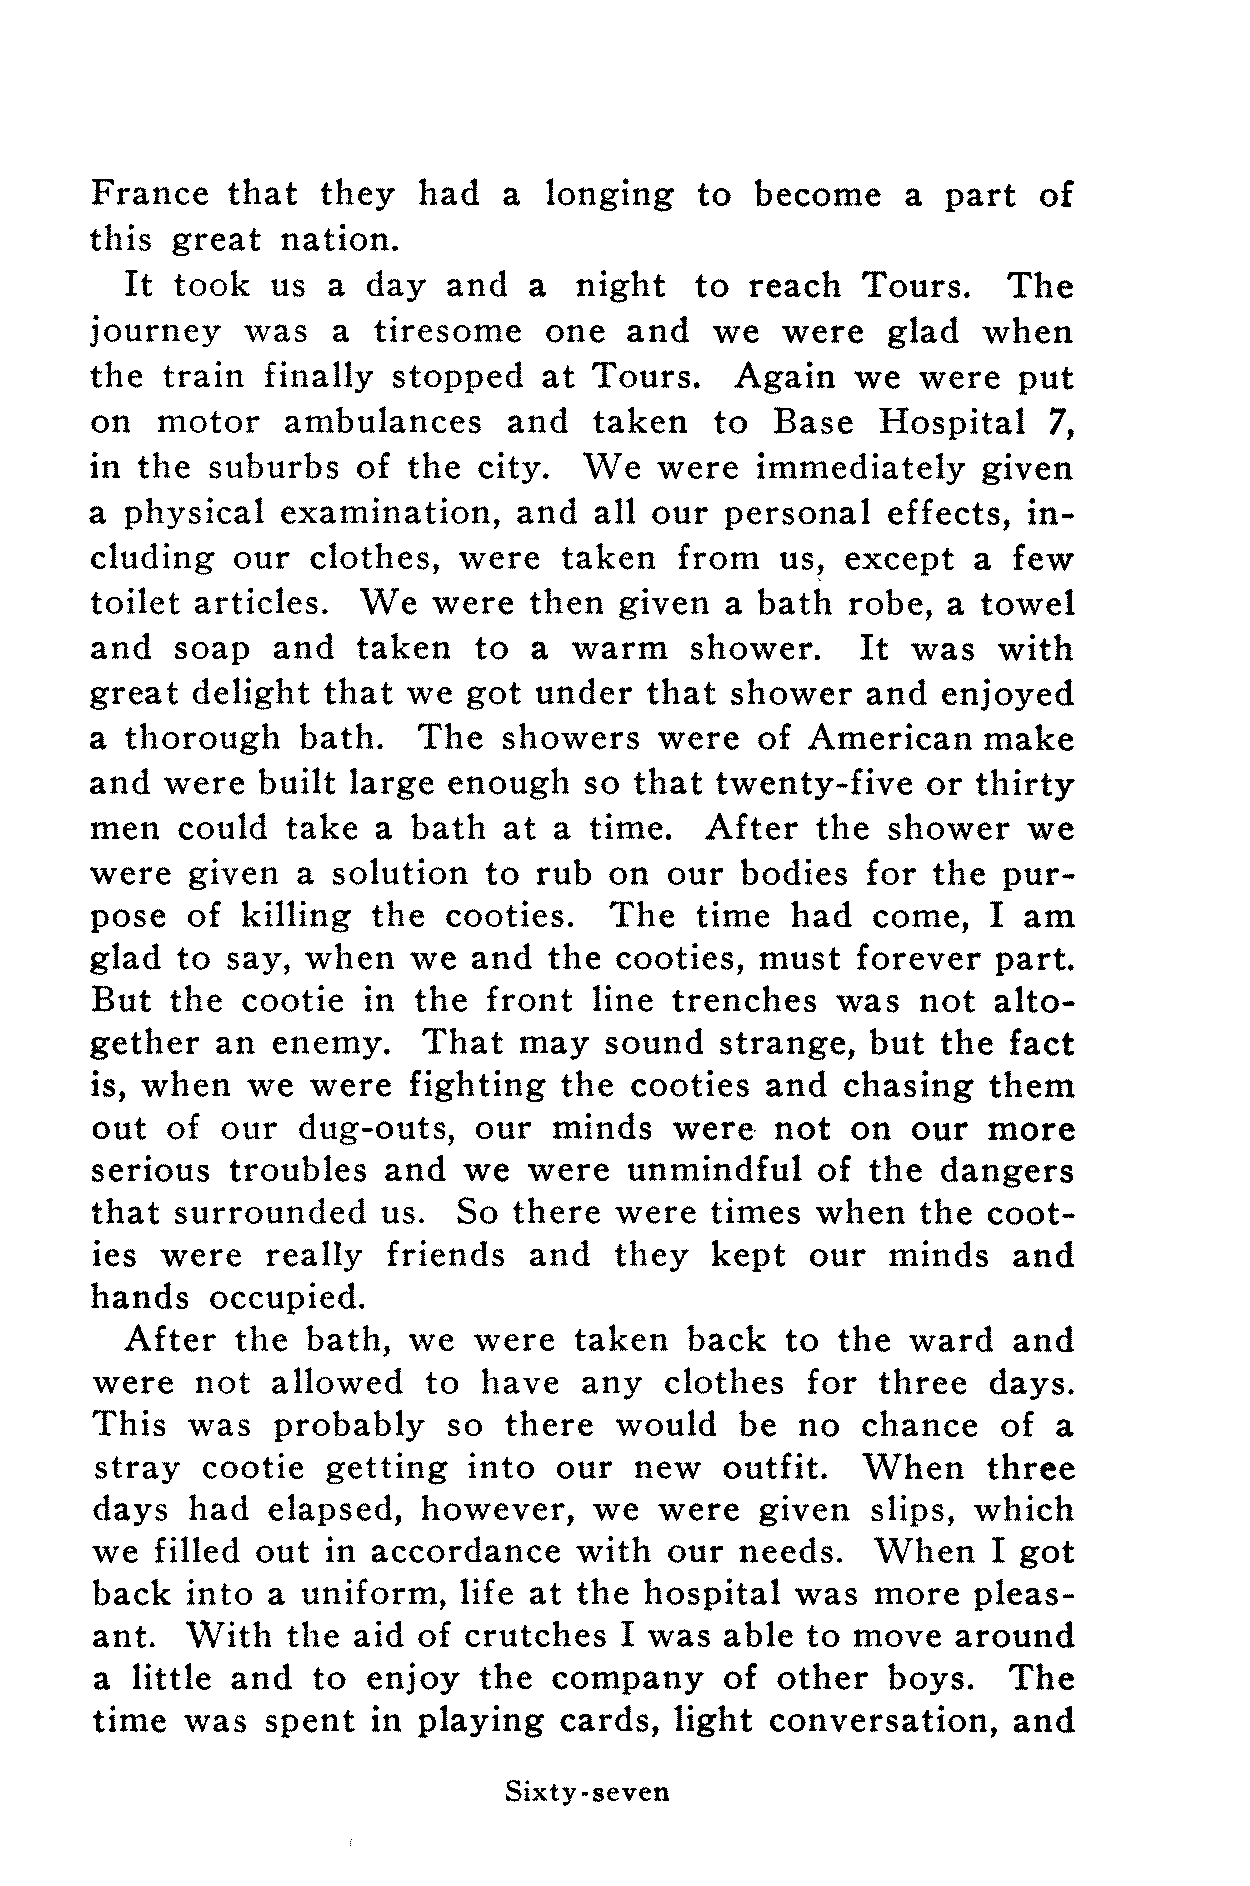 France that they had a longing to become a part of
this great nation.
It took us a day and a night to reach Tours. The
journey was a tiresome one and we were glad when
the train finally stopped at Tours. Again we were put
on motor ambulances and taken to Base Hospital 7,
in the suburbs of the city. We were immediately given
a physical examination, and all our personal effects, in-
cluding our clothes, were taken from us, except a few
toilet articles. We were then given a bath robe, a towel
and soap and taken to a warm shower. It was with
great delight that we got under that shower and enjoyed
a thorough bath. The showers were of American make
and were built large enough so that twenty-five or thirty
men could take a bath at a time. After the shower we
were given a solution to rub on our bodies for the pur-
pose of killing the cooties. The time had come, I am
glad to say, when we and the cooties, must forever part.
But the cootie in the front line trenches was not alto-
gether an enemy. That may sound strange, but the fact
is, when we were fighting the cooties and chasing them
out of our dug-outs, our minds were not on our more
serious troubles and we were unmindful of the dangers
that surrounded us. So there were times when the coot-
ies were really friends and they kept our minds and
hands occupied.
After the bath, we were taken back to the ward and
were not allowed to have any clothes for three days.
This was probably so there would be no chance of a
stray cootie getting into our new outfit. When three
days had elapsed, however, we were given slips, which
we filled out in accordance with our needs. When I got
back into a uniform, life at the hospital was more pleas-
ant. With the aid of crutches I was able to move around
a little and to enjoy the company of other boys. The
time was spent in playing cards, light conversation, and
Sixty-seven